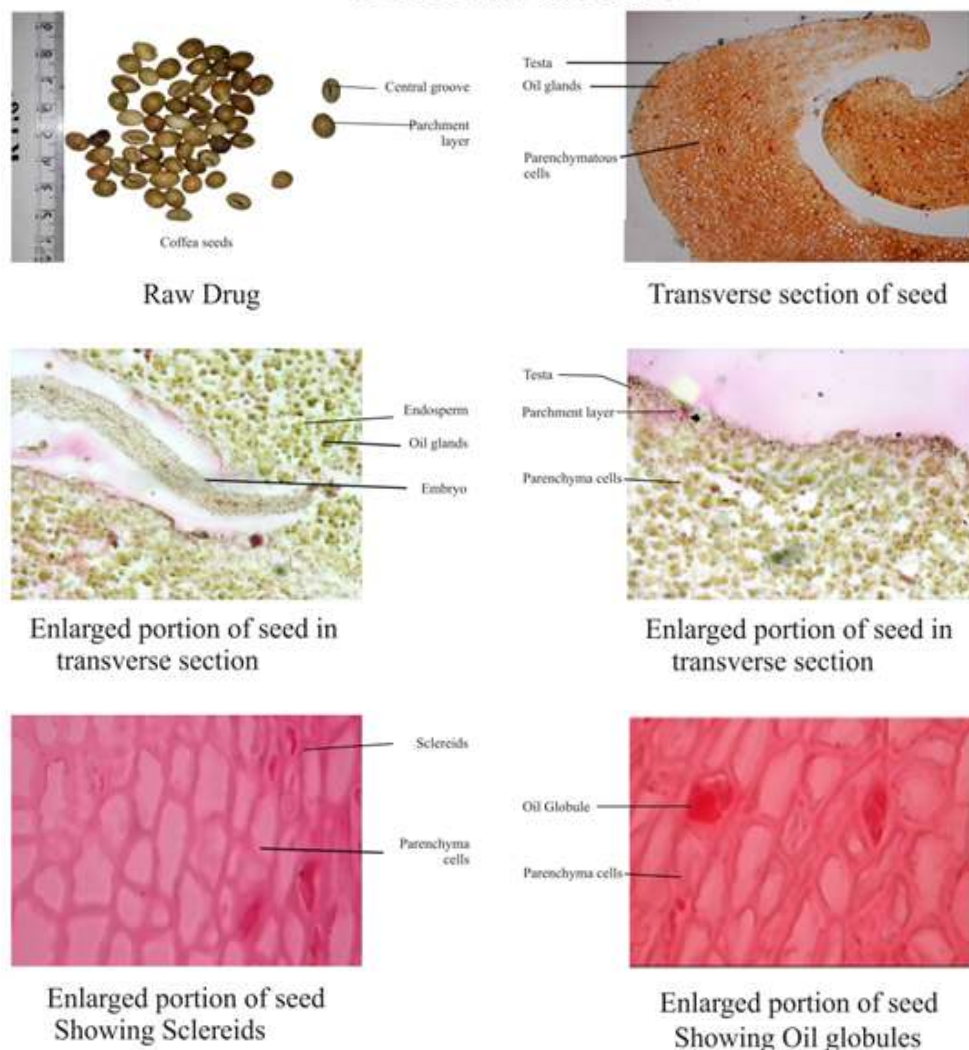 Central groove
Parchment
layer
Coffea seeds
Raw Drug
Testa
Oil glands
Parenchymatous
cells
Transverse section of seed
Endosperm
Oil glands
Embryo
Enlarged portion of seed in
transverse section
Testa
Parchment layer
Parenchyma cells
Enlarged portion of seed in
transverse section
Sclereids
Parenchyma
cells
Enlarged portion of seed
Showing Sclereids
Oil Globule
Parenchyma cells
Enlarged portion of seed
Showing Oil globules